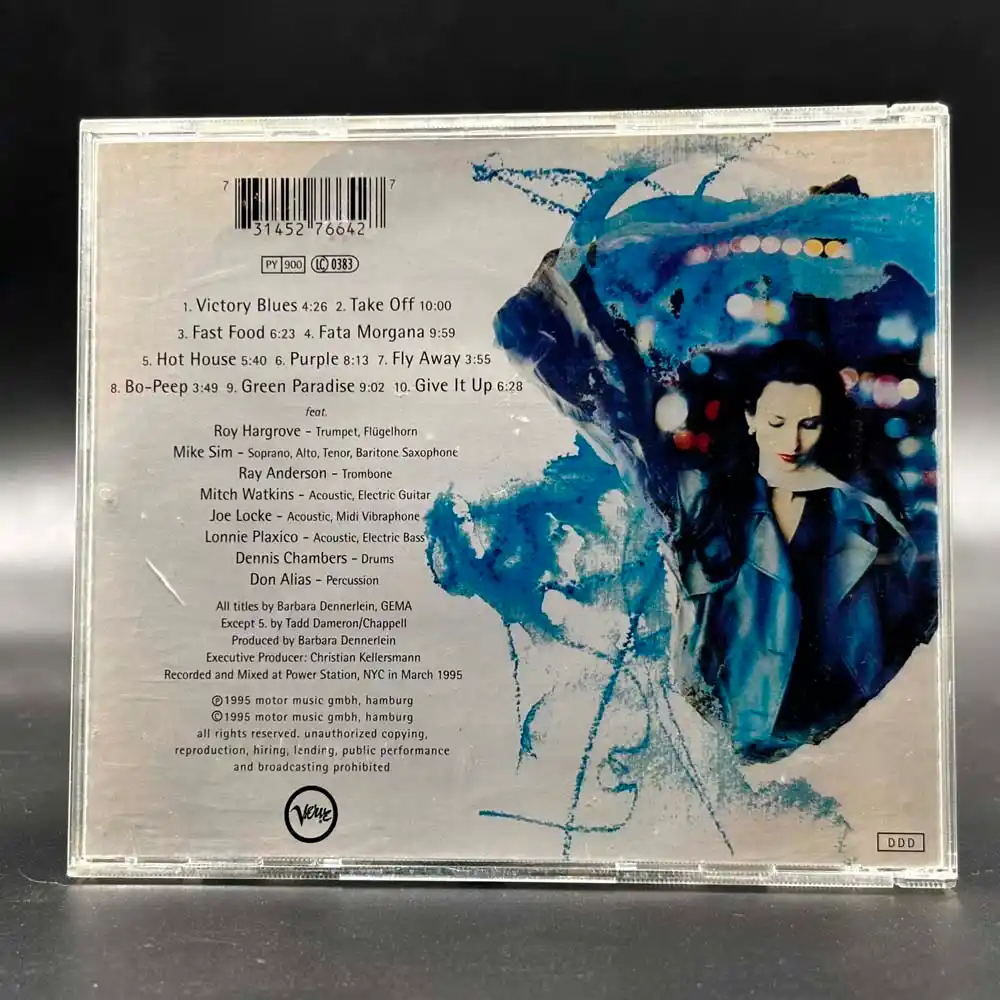 7 31452 76642 7
PY 900 LC 0383
1. Victory Blues 4:26 2. Take Off 10:00
3. Fast Food 6:23 4. Fata Morgana 9:59
5. Hot House 5:40 6. Purple 8:13 7. Fly Away 3:55
8. Bo-Peep 3:49 9. Green Paradise 9:02 10. Give It Up 6:28
feat.
Roy Hargrove – Trumpet, Flügelhorn
Mike Sim – Soprano, Alto, Tenor, Baritone Saxophone
Ray Anderson – Trombone
Mitch Watkins – Acoustic, Electric Guitar
Joe Locke – Acoustic, Midi Vibraphone
Lonnie Plaxico – Acoustic, Electric Bass
Dennis Chambers – Drums
Don Alias – Percussion
All titles by Barbara Dennerlein, GEMA
Except 5. by Tadd Dameron/Chappell
Produced by Barbara Dennerlein
Executive Producer: Christian Kellersmann
Recorded and Mixed at Power Station, NYC in March 1995
℗1995 motor music gmbh, hamburg
©1995 motor music gmbh, hamburg
all rights reserved. unauthorized copying,
reproduction, hiring, lending, public performance
and broadcasting prohibited
Verve
DDD